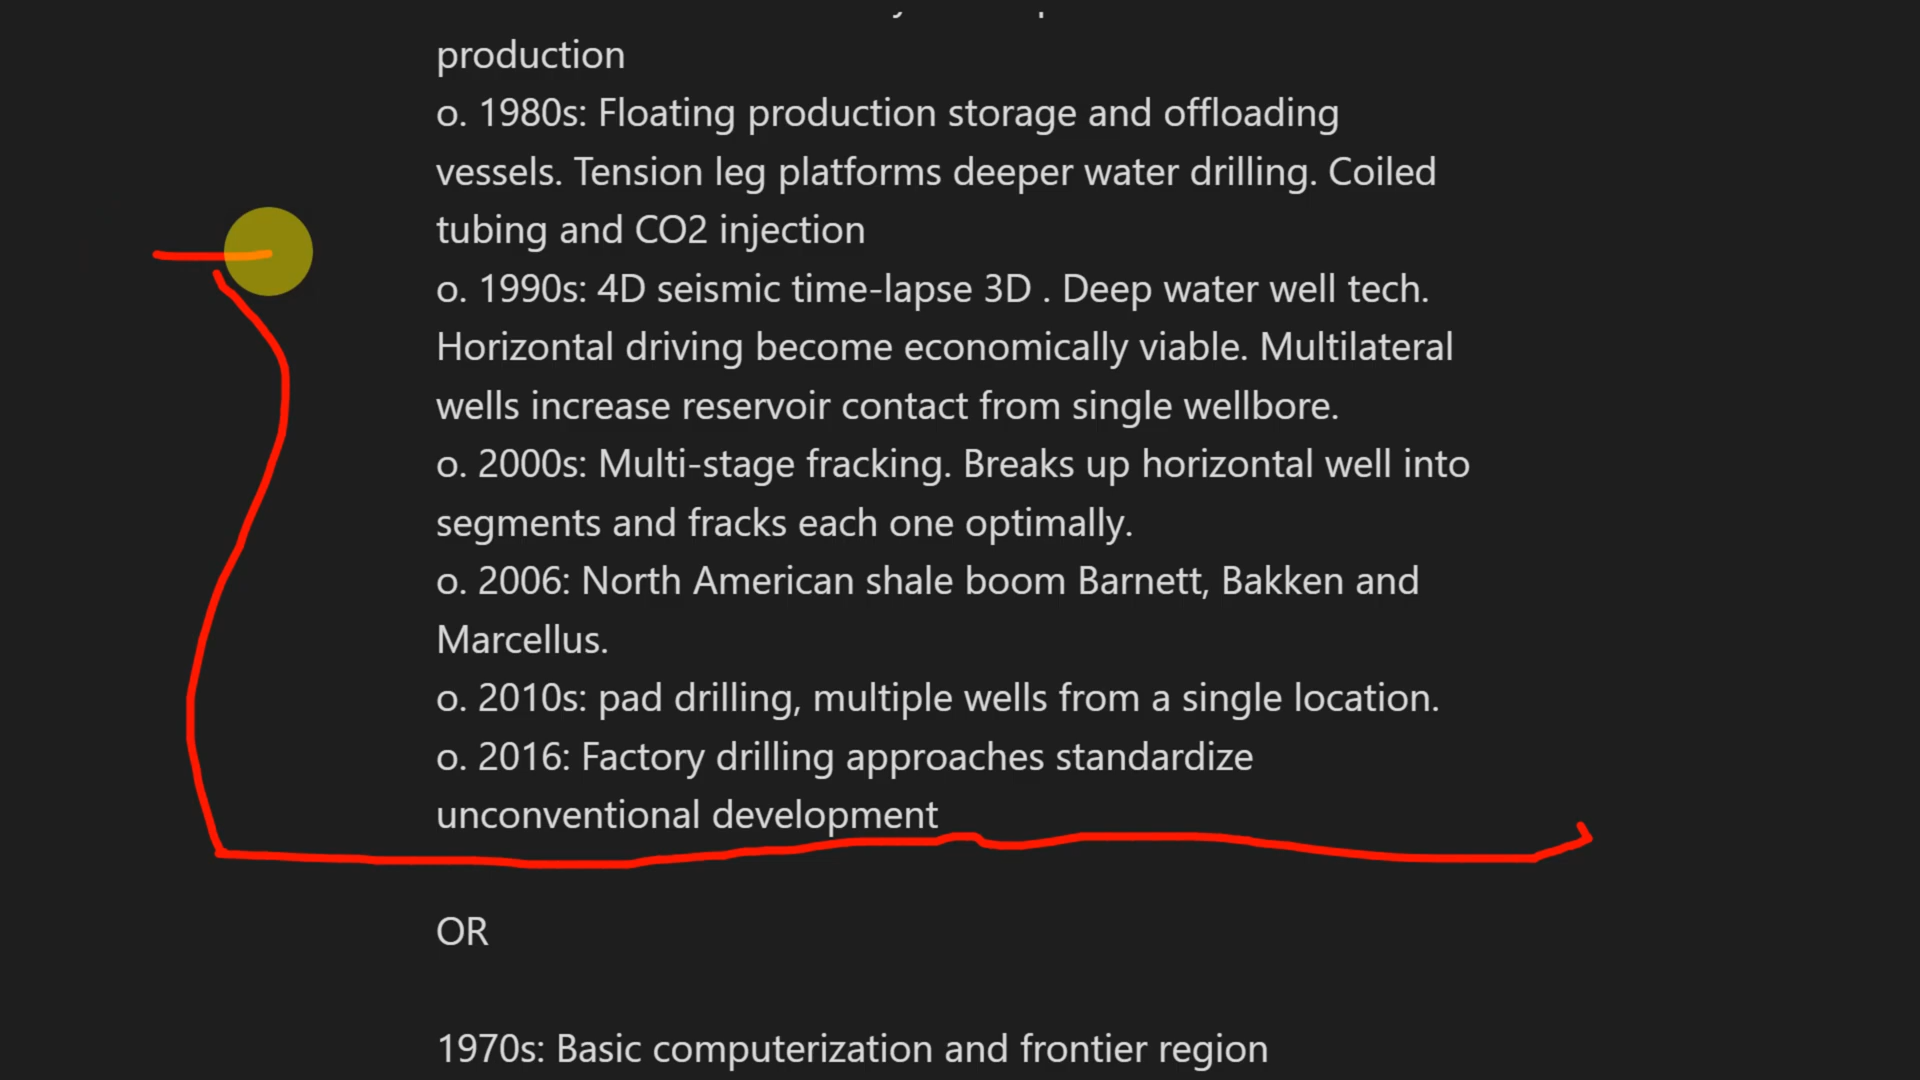 production
o. 1980s: Floating production storage and offloading
vessels. Tension leg platforms deeper water drilling. Coiled
tubing and CO2 injection
o. 1990s: 4D seismic time-lapse 3D . Deep water well tech.
Horizontal driving become economically viable. Multilateral
wells increase reservoir contact from single wellbore.
o. 2000s: Multi-stage fracking. Breaks up horizontal well into
segments and fracks each one optimally.
o. 2006: North American shale boom Barnett, Bakken and
Marcellus.
o. 2010s: pad drilling, multiple wells from a single location.
o. 2016: Factory drilling approaches standardize
unconventional development
OR
1970s: Basic computerization and frontier region